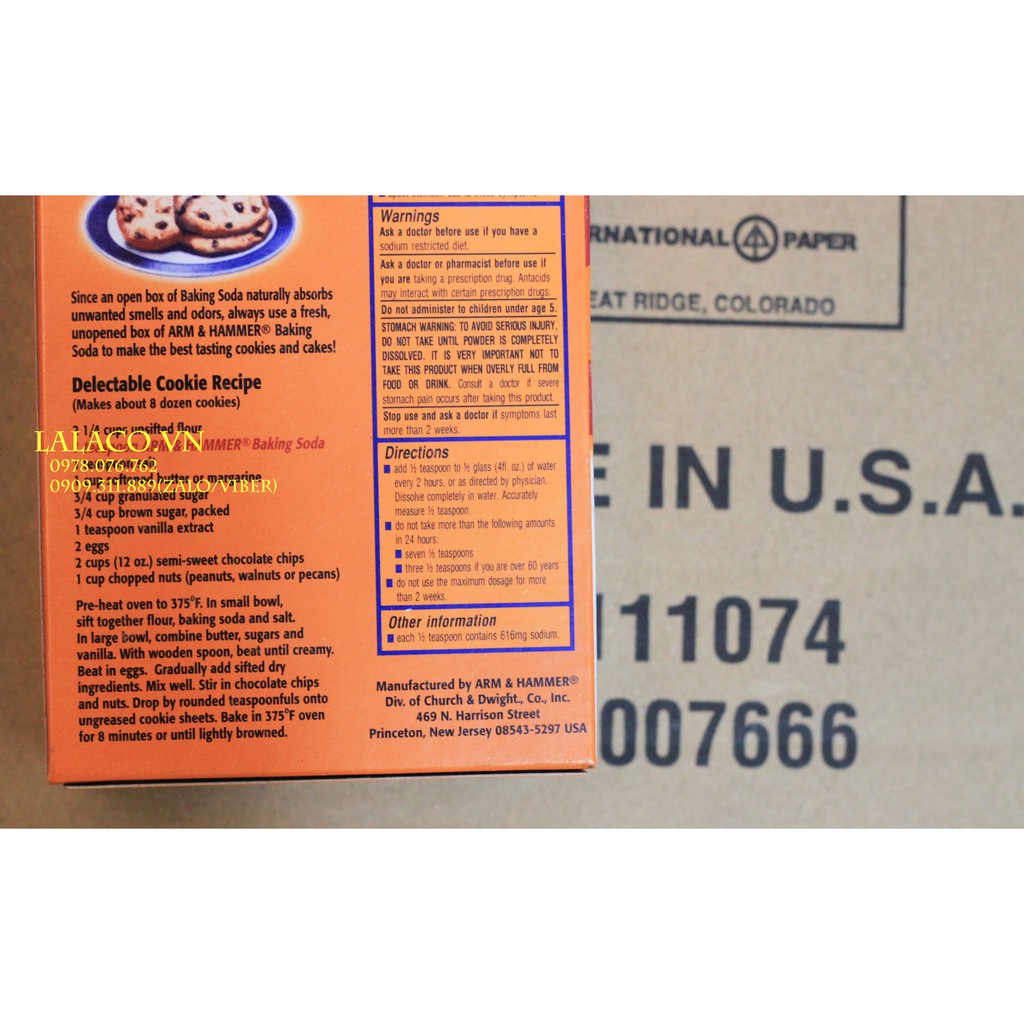 Since an open box of Baking Soda naturally absorbs
unwanted smells and odors, always use a fresh,
unopened box of ARM & HAMMER® Baking
Soda to make the best tasting cookies and cakes!
Delectable Cookie Recipe
(Makes about 8 dozen cookies)
2 1/4 cups unsifted flour
ARM & HAMMER® Baking Soda
LALACO.VN
0978.076.762
0909.311.889(ZALO/VIBER)
1 cup softened butter or margarine
3/4 cup granulated sugar
3/4 cup brown sugar, packed
1 teaspoon vanilla extract
2 eggs
2 cups (12 oz.) semi-sweet chocolate chips
1 cup chopped nuts (peanuts, walnuts or pecans)
Pre-heat oven to 375°F. In small bowl,
sift together flour, baking soda and salt.
In large bowl, combine butter, sugars and
vanilla. With wooden spoon, beat until creamy.
Beat in eggs. Gradually add sifted dry
ingredients. Mix well. Stir in chocolate chips
and nuts. Drop by rounded teaspoonfuls onto
ungreased cookie sheets. Bake in 375°F oven
for 8 minutes or until lightly browned.
Warnings
Ask a doctor before use if you have a
sodium restricted diet.
Ask a doctor or pharmacist before use if
you are taking a prescription drug. Antacids
may interact with certain prescription drugs.
Do not administer to children under age 5.
STOMACH WARNING: TO AVOID SERIOUS INJURY,
DO NOT TAKE UNTIL POWDER IS COMPLETELY
DISSOLVED. IT IS VERY IMPORTANT NOT TO
TAKE THIS PRODUCT WHEN OVERLY FULL FROM
FOOD OR DRINK. Consult a doctor if severe
stomach pain occurs after taking this product.
Stop use and ask a doctor if symptoms last
more than 2 weeks.
Directions
■ add ½ teaspoon to ½ glass (4fl. oz.) of water
every 2 hours, or as directed by physician.
Dissolve completely in water. Accurately
measure ½ teaspoon.
■ do not take more than the following amounts
in 24 hours:
■ seven ½ teaspoons
■ three ½ teaspoons if you are over 60 years
■ do not use the maximum dosage for more
than 2 weeks.
Other information
■ each ½ teaspoon contains 616mg sodium.
Manufactured by ARM & HAMMER®
Div. of Church & Dwight., Co., Inc.
469 N. Harrison Street
Princeton, New Jersey 08543-5297 USA
RNATIONAL PAPER
EAT RIDGE, COLORADO
E IN U.S.A.
111074
007666